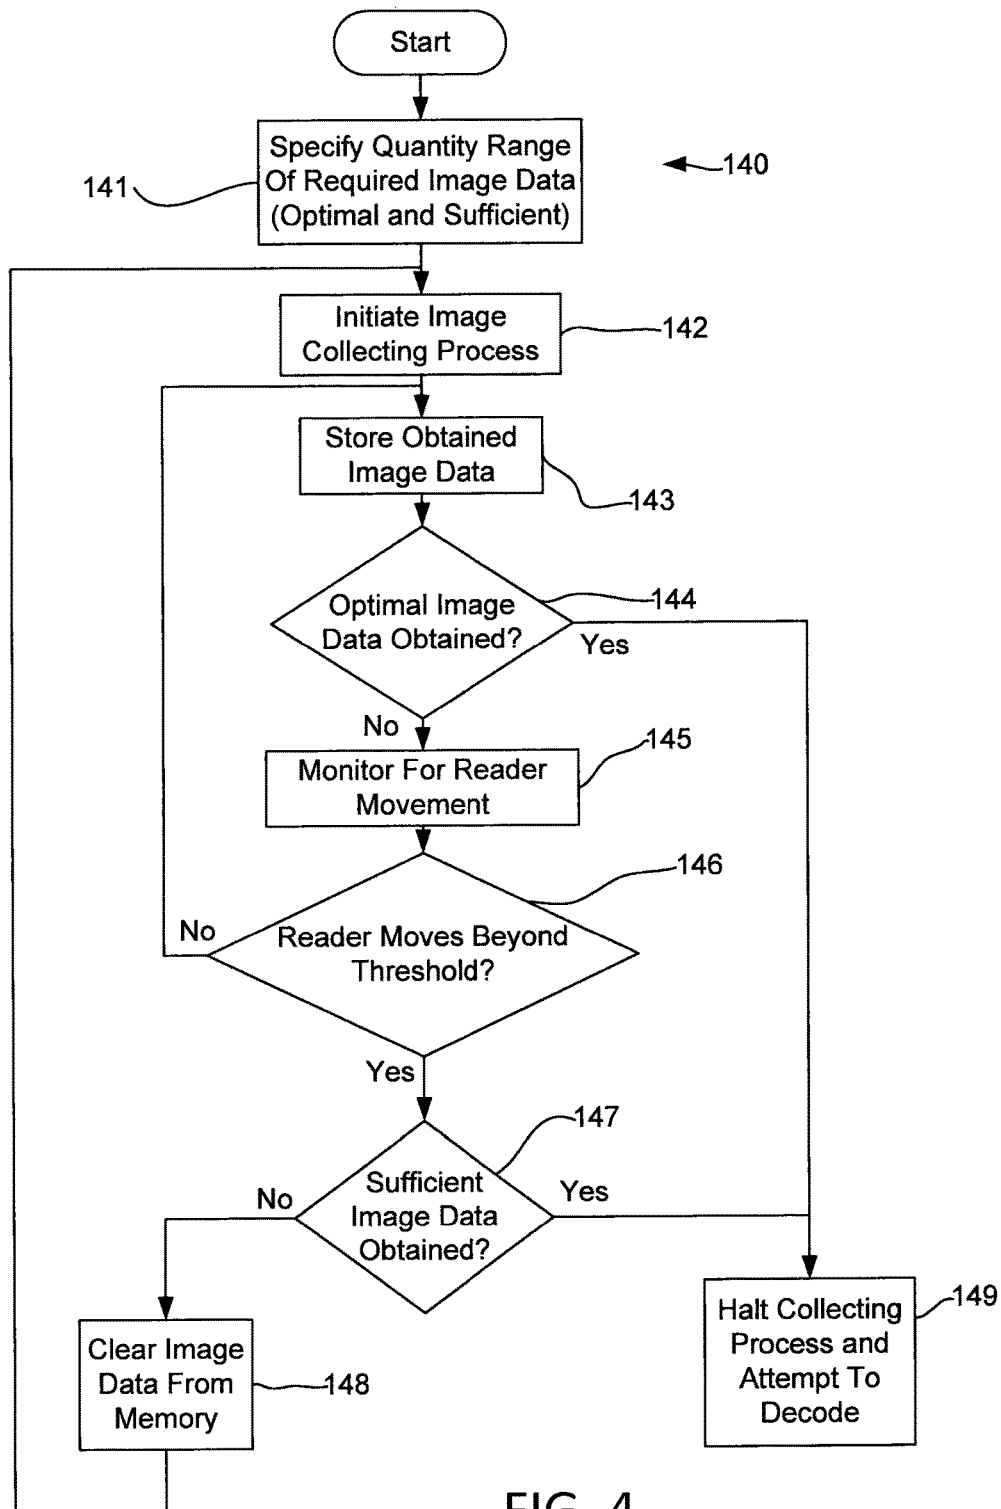 Start
Specify Quantity Range
Of Required Image Data
(Optimal and Sufficient)
141
140
Initiate Image
Collecting Process
142
Store Obtained
Image Data
143
Optimal Image
Data Obtained?
144
Yes
No
Monitor For Reader
Movement
145
Reader Moves Beyond
Threshold?
146
No
Yes
Sufficient
Image Data
Obtained?
147
No
Yes
Clear Image
Data From
Memory
148
Halt Collecting
Process and
Attempt To
Decode
149
FIG. 4